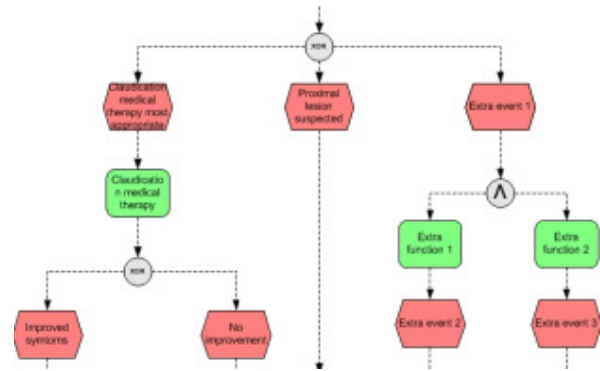 XOR
Claudication
medical
therapy most
appropriate
Proximal
lesion
suspected
Extra event 1
Claudicatio
n medical
therapy
Λ
Extra
function 1
Extra
function 2
XOR
Improved
symtoms
No
improvement
Extra event 2
Extra event 3